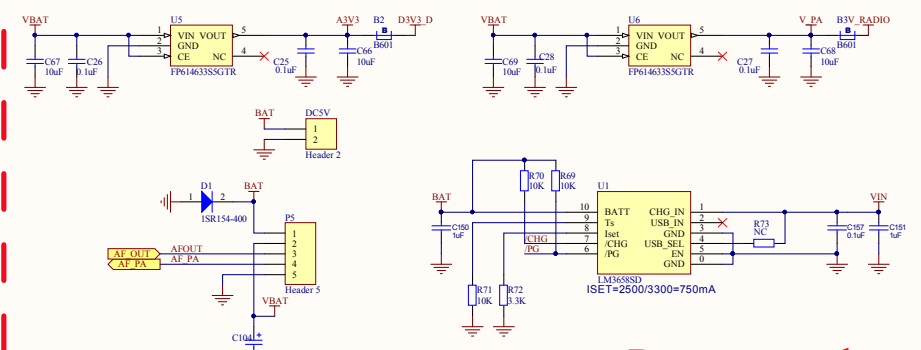 VBAT
U5
A3V3
B2
D3V3_D
VBAT
U6
V_PA
B3
V_RADIO
1
2
3
VIN VOUT
GND
CE NC
5
4
B
B601
C67
10uF
C26
0.1uF
FP614633S5GTR
C25
0.1uF
C66
10uF
1
2
3
VIN VOUT
GND
CE NC
5
4
B
B601
C69
10uF
C28
0.1uF
FP614633S5GTR
C27
0.1uF
C68
10uF
BAT
DC5V
1
2
Header 2
D1
1 2
1SR154-400
BAT
P5
1
2
3
4
5
Header 5
AF_OUT
AFOUT
AF_PA
AF_PA
VBAT
C104
+
BAT
C150
1uF
R70
10K
R69
10K
U1
10
9
8
7
6
BATT
Ts
Iset
/CHG
/PG
CHG_IN
USB_IN
GND
USB_SEL
EN
GND
1
2
3
4
5
0
/CHG
/PG
LM3658SD
ISET=2500/3300=750mA
R71
10K
R72
3.3K
R73
NC
VIN
C157
0.1uF
C151
1uF